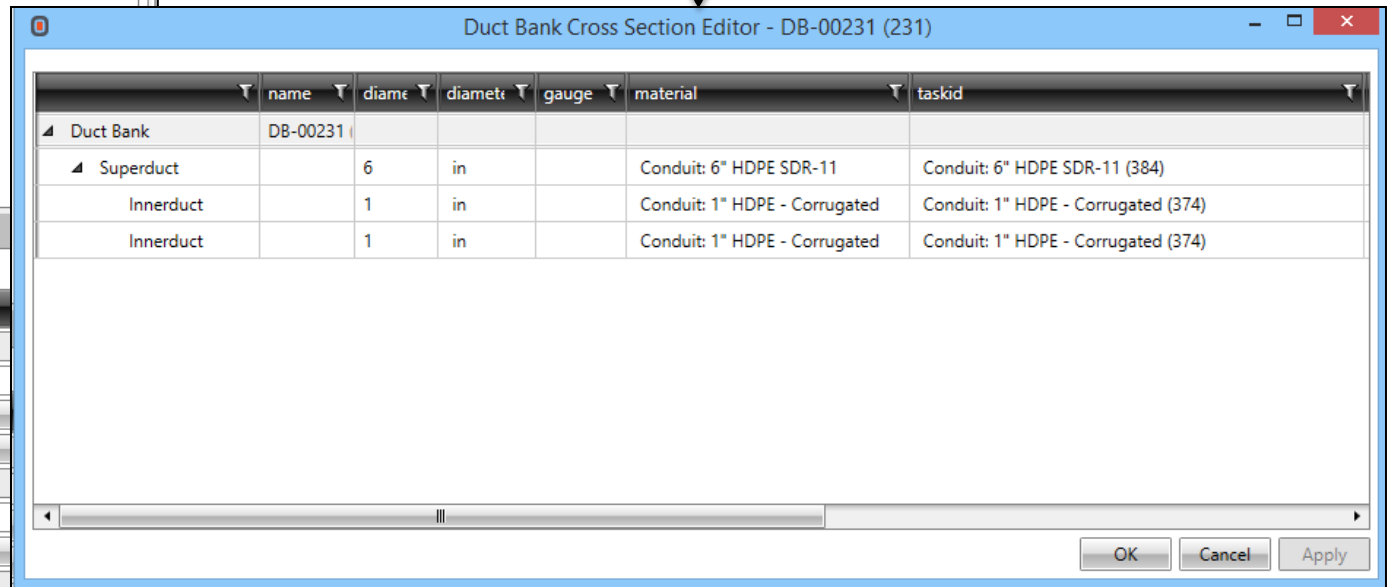 Duct Bank Cross Section Editor - DB-00231 (231)
name diame diamete gauge material taskid
Duct Bank DB-00231 (
Superduct 6 in Conduit: 6" HDPE SDR-11 Conduit: 6" HDPE SDR-11 (384)
Innerduct 1 in Conduit: 1" HDPE - Corrugated Conduit: 1" HDPE - Corrugated (374)
Innerduct 1 in Conduit: 1" HDPE - Corrugated Conduit: 1" HDPE - Corrugated (374)
OK Cancel Apply